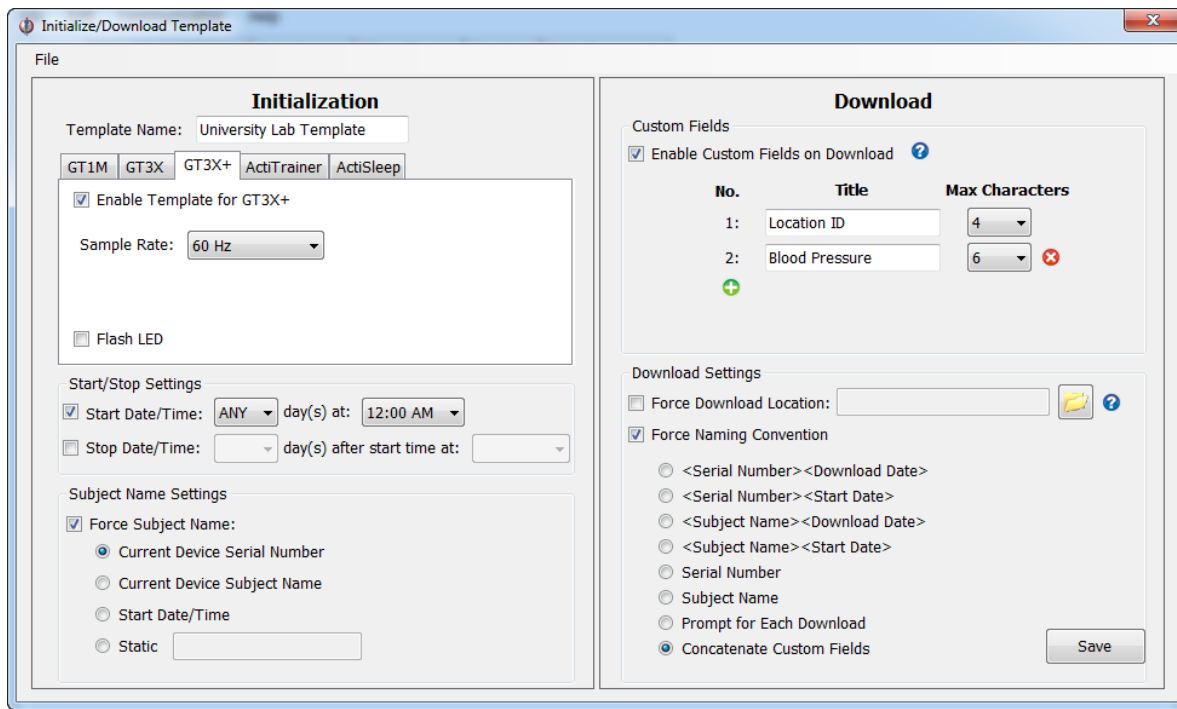 Initialize/Download Template
File
Initialization
Template Name: University Lab Template
GT1M GT3X GT3X+ ActiTrainer ActiSleep
Enable Template for GT3X+
Sample Rate: 60 Hz
Flash LED
Start/Stop Settings
Start Date/Time: ANY day(s) at: 12:00 AM
Stop Date/Time: day(s) after start time at:
Subject Name Settings
Force Subject Name:
Current Device Serial Number
Current Device Subject Name
Start Date/Time
Static
Download
Custom Fields
Enable Custom Fields on Download ?
No. Title Max Characters
1: Location ID 4
2: Blood Pressure 6
Download Settings
Force Download Location: ?
Force Naming Convention
<Serial Number><Download Date>
<Serial Number><Start Date>
<Subject Name><Download Date>
<Subject Name><Start Date>
Serial Number
Subject Name
Prompt for Each Download
Concatenate Custom Fields
Save